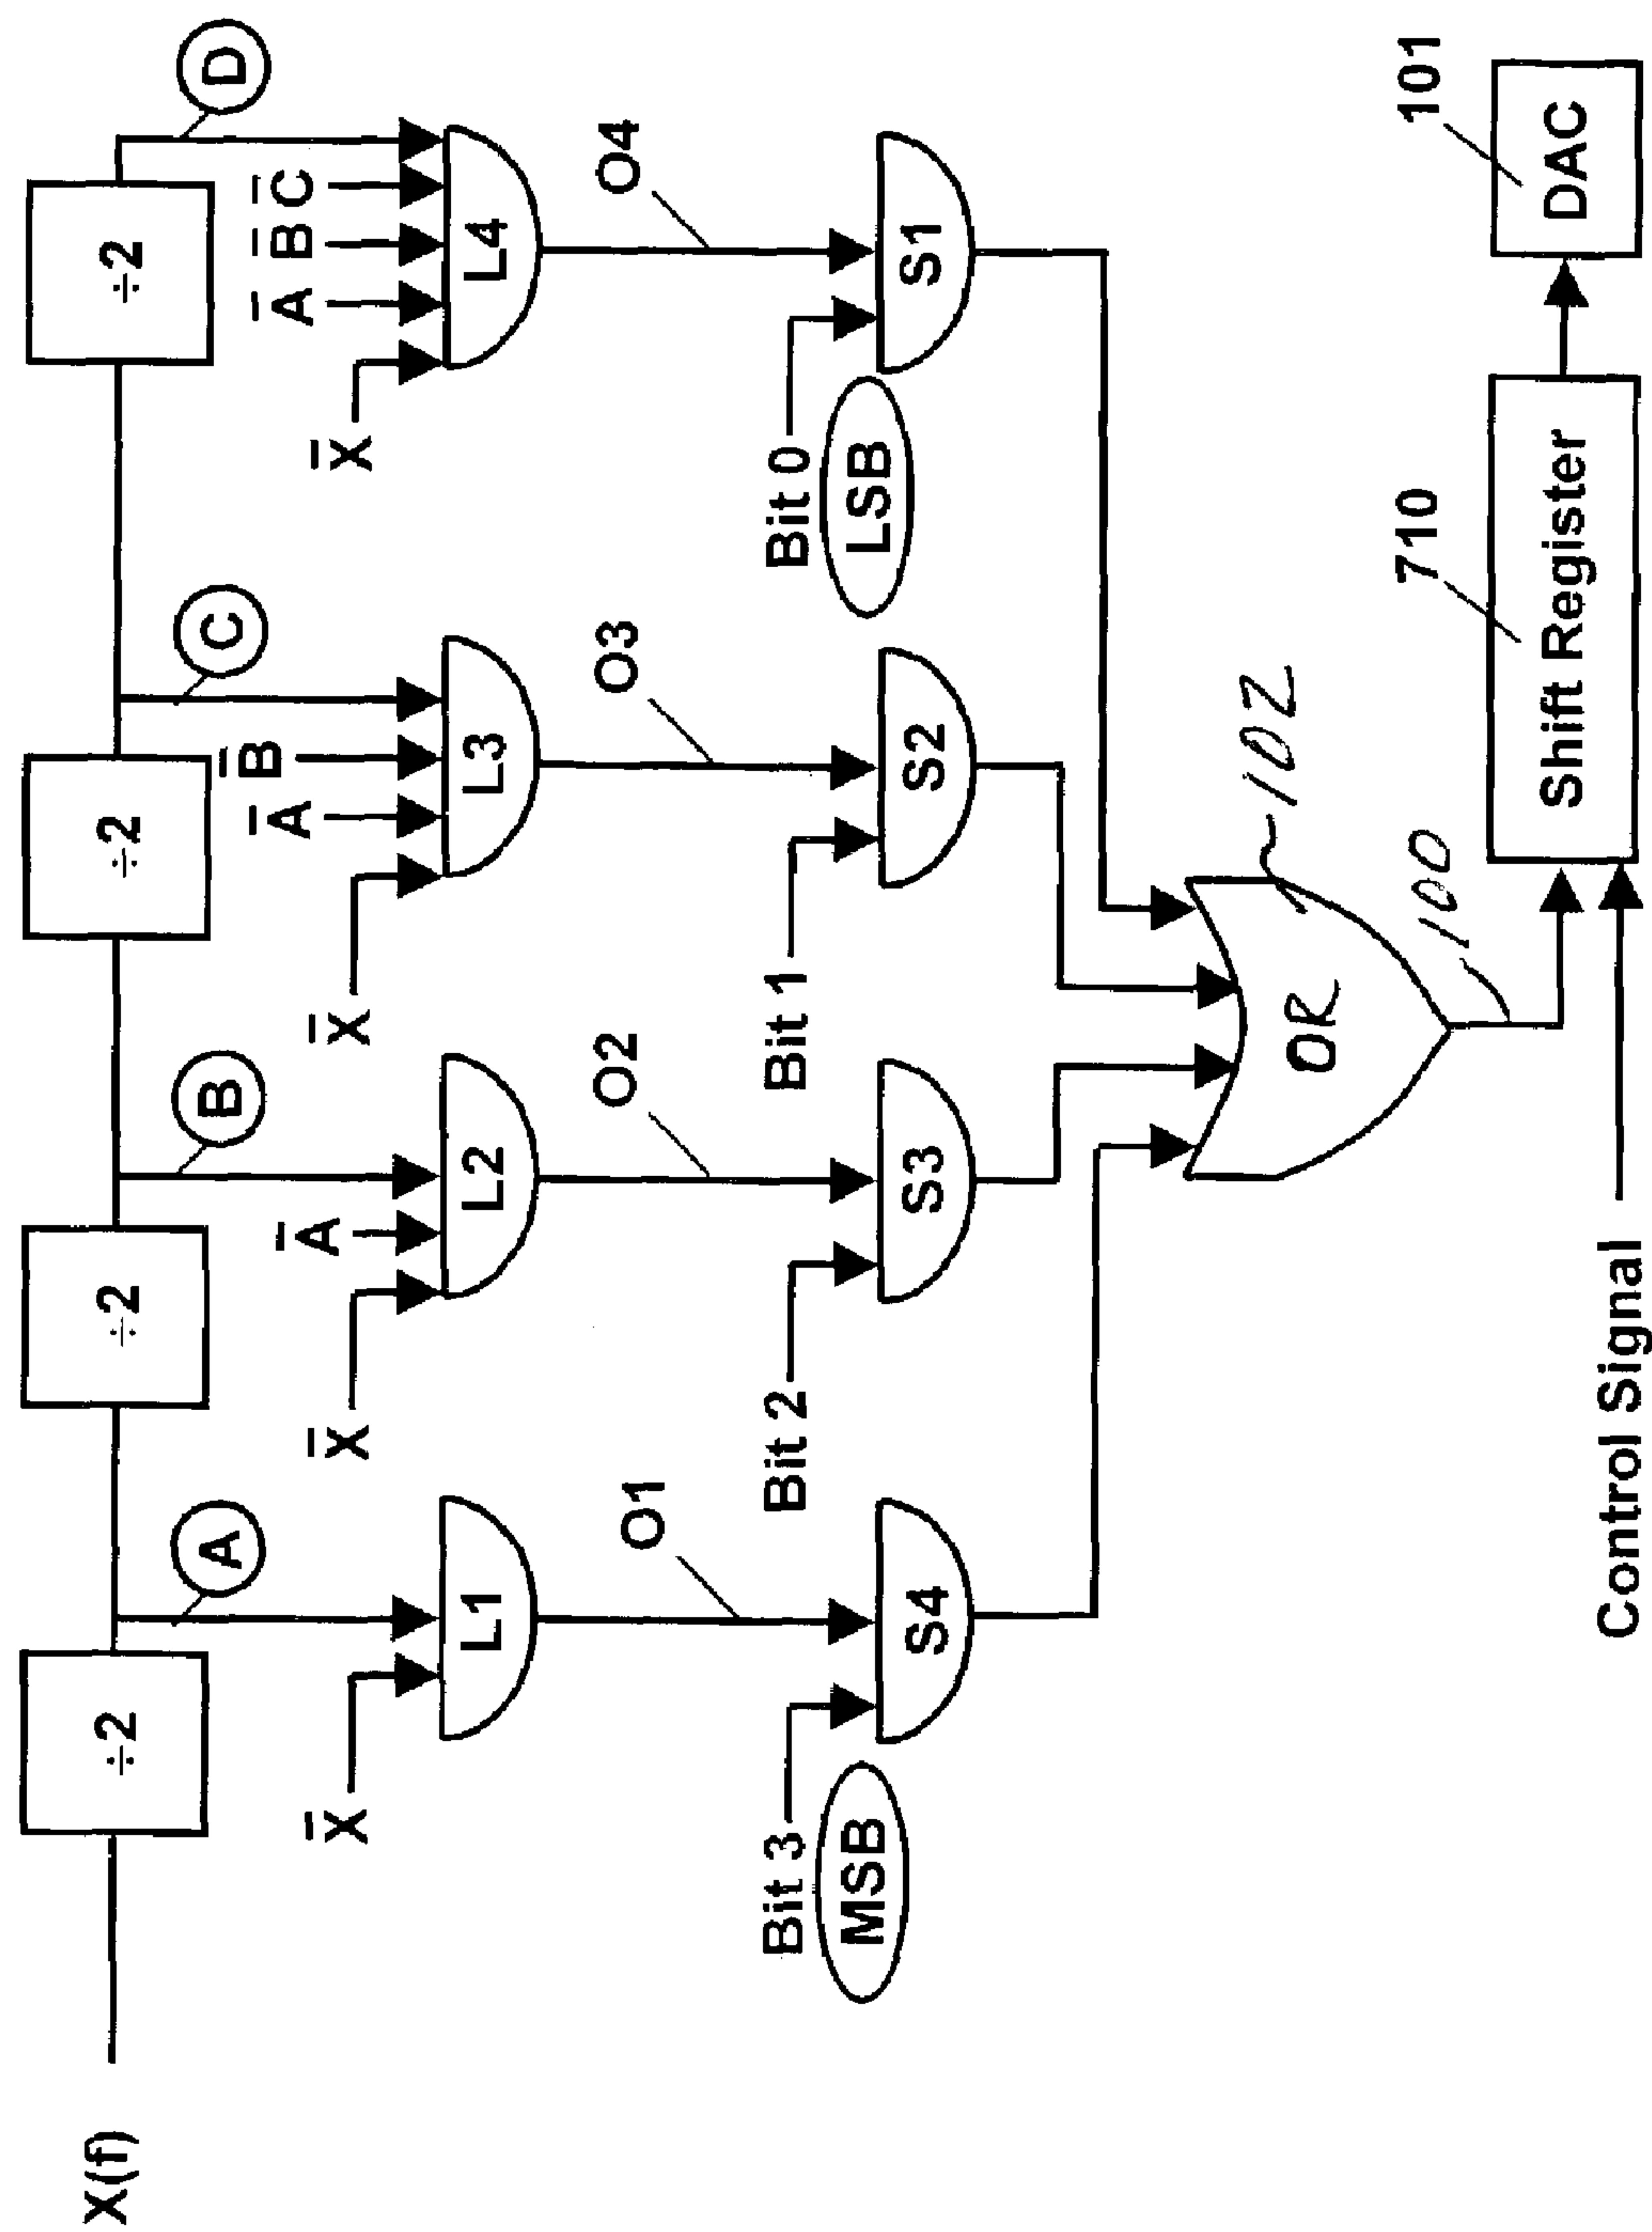 X(f)
÷2
÷2
÷2
÷2
A
B
C
D
X̅
X̅ A̅
X̅ A̅ B̅
X̅ A̅ B̅ C̅
L1
L2
L3
L4
O1
O2
O3
O4
Bit 3
MSB
Bit 2
Bit 1
Bit 0
LSB
S4
S3
S2
S1
OR
102
100
Control Signal
710
Shift Register
101
DAC